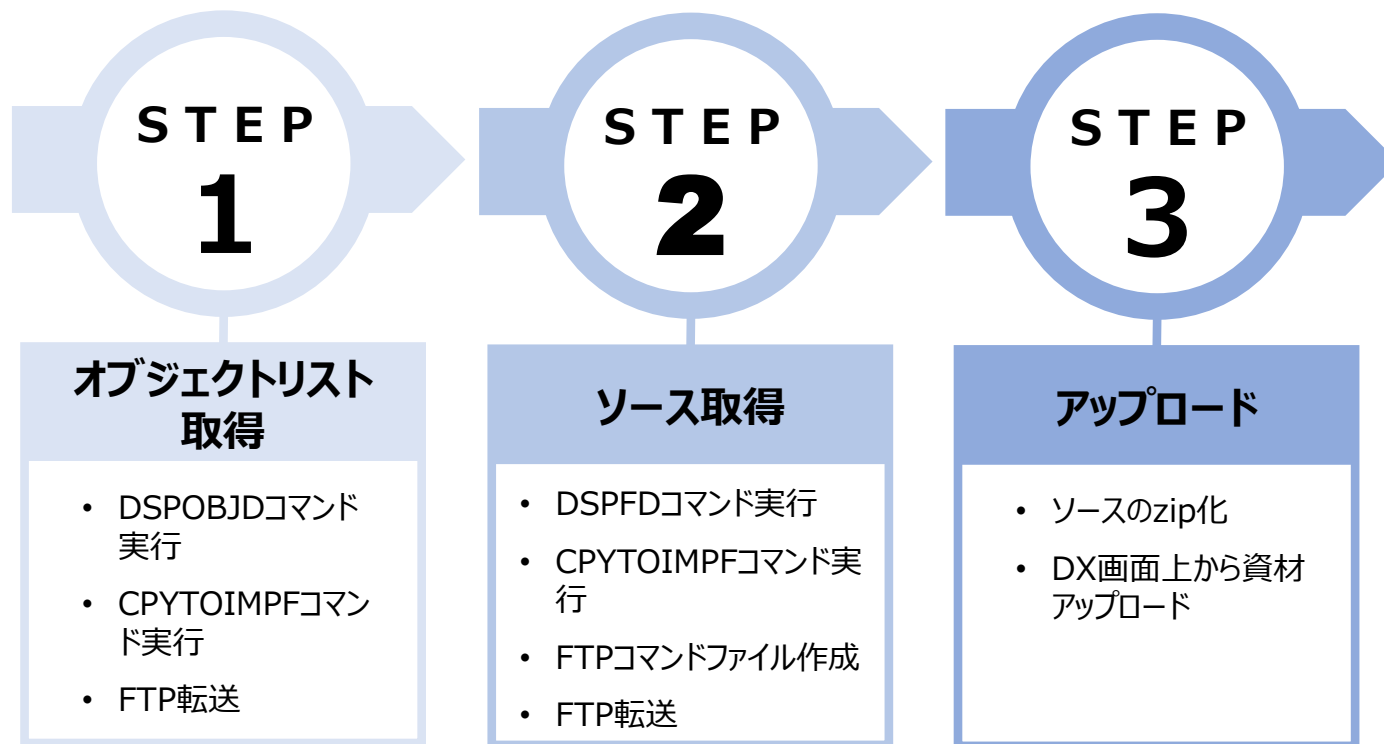 STEP
1
オブジェクトリスト
取得
• DSPOBJDコマンド
実行
• CPYTOIMPFコマン
ド実行
• FTP転送
STEP
2
ソース取得
• DSPFDコマンド実行
• CPYTOIMPFコマンド実
行
• FTPコマンドファイル作成
• FTP転送
STEP
3
アップロード
• ソースのzip化
• DX画面上から資材
アップロード